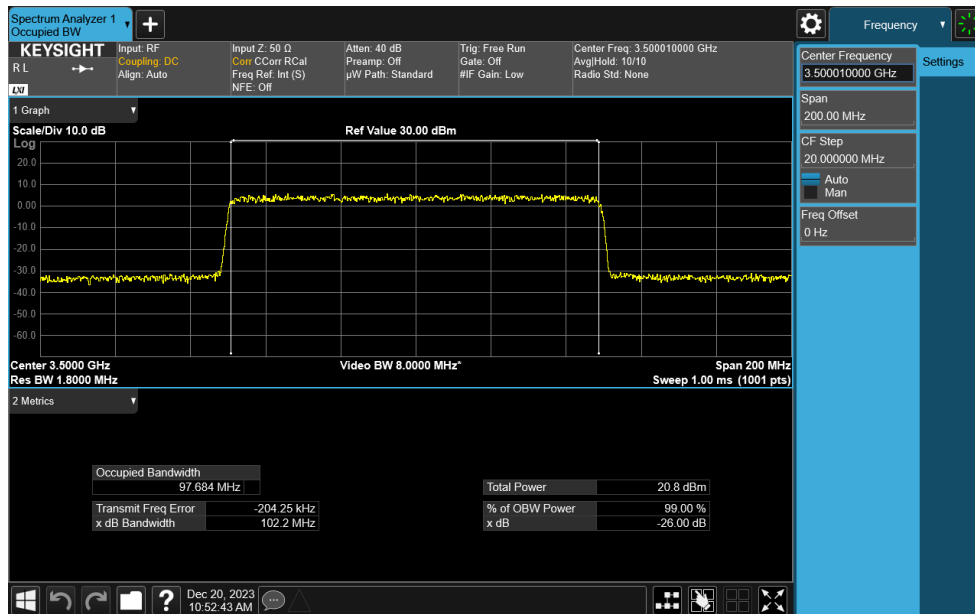 Spectrum Analyzer 1
Occupied BW
+
Frequency
KEYSIGHT
R L
LXI
Input: RF
Coupling: DC
Align: Auto
Input Z: 50 Ω
Corr CCorr RCal
Freq Ref: Int (S)
NFE: Off
Atten: 40 dB
Preamp: Off
µW Path: Standard
Trig: Free Run
Gate: Off
#IF Gain: Low
Center Freq: 3.500010000 GHz
Avg|Hold: 10/10
Radio Std: None
Center Frequency
3.500010000 GHz
Settings
Span
200.00 MHz
CF Step
20.000000 MHz
Auto
Man
Freq Offset
0 Hz
1 Graph
Scale/Div 10.0 dB
Ref Value 30.00 dBm
Log
20.0
10.0
0.00
-10.0
-20.0
-30.0
-40.0
-50.0
-60.0
Center 3.5000 GHz
Video BW 8.0000 MHz*
Span 200 MHz
Res BW 1.8000 MHz
Sweep 1.00 ms (1001 pts)
2 Metrics
Occupied Bandwidth
97.684 MHz
Total Power 20.8 dBm
Transmit Freq Error -204.25 kHz
% of OBW Power 99.00 %
x dB Bandwidth 102.2 MHz
x dB -26.00 dB
?
Dec 20, 2023
10:52:43 AM